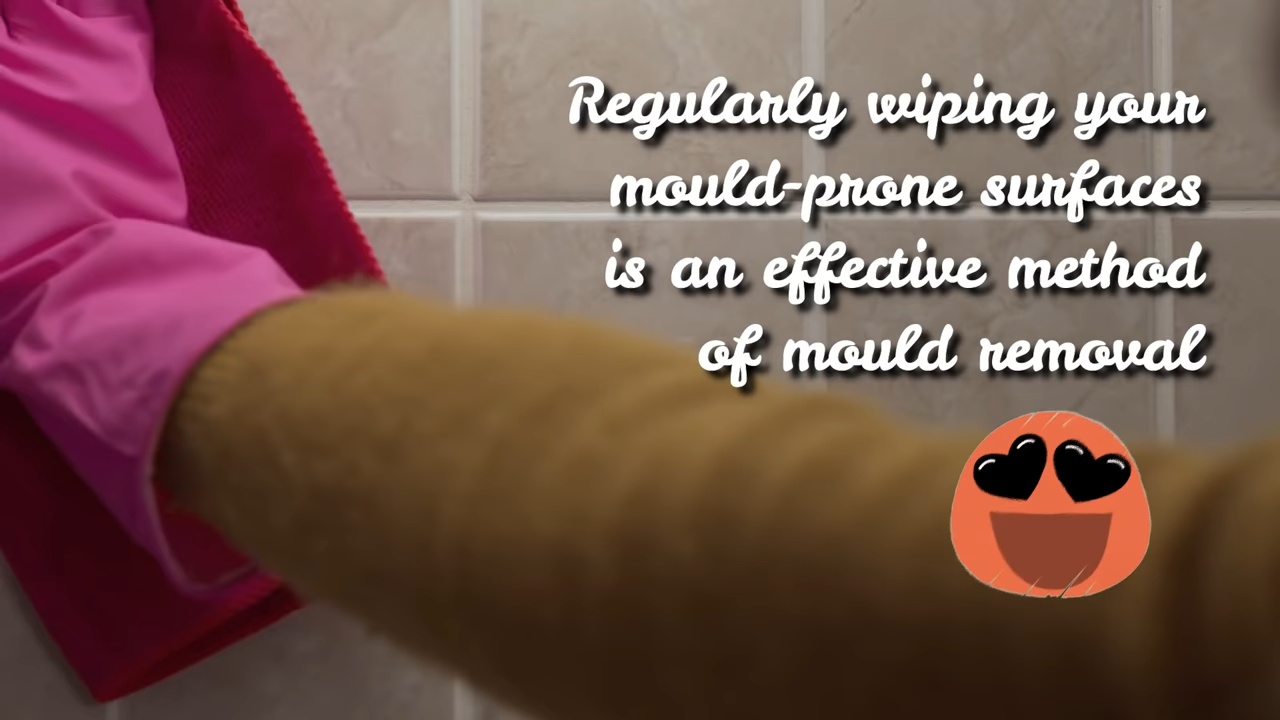 Regularly wiping your
mould-prone surfaces
is an effective method
of mould removal